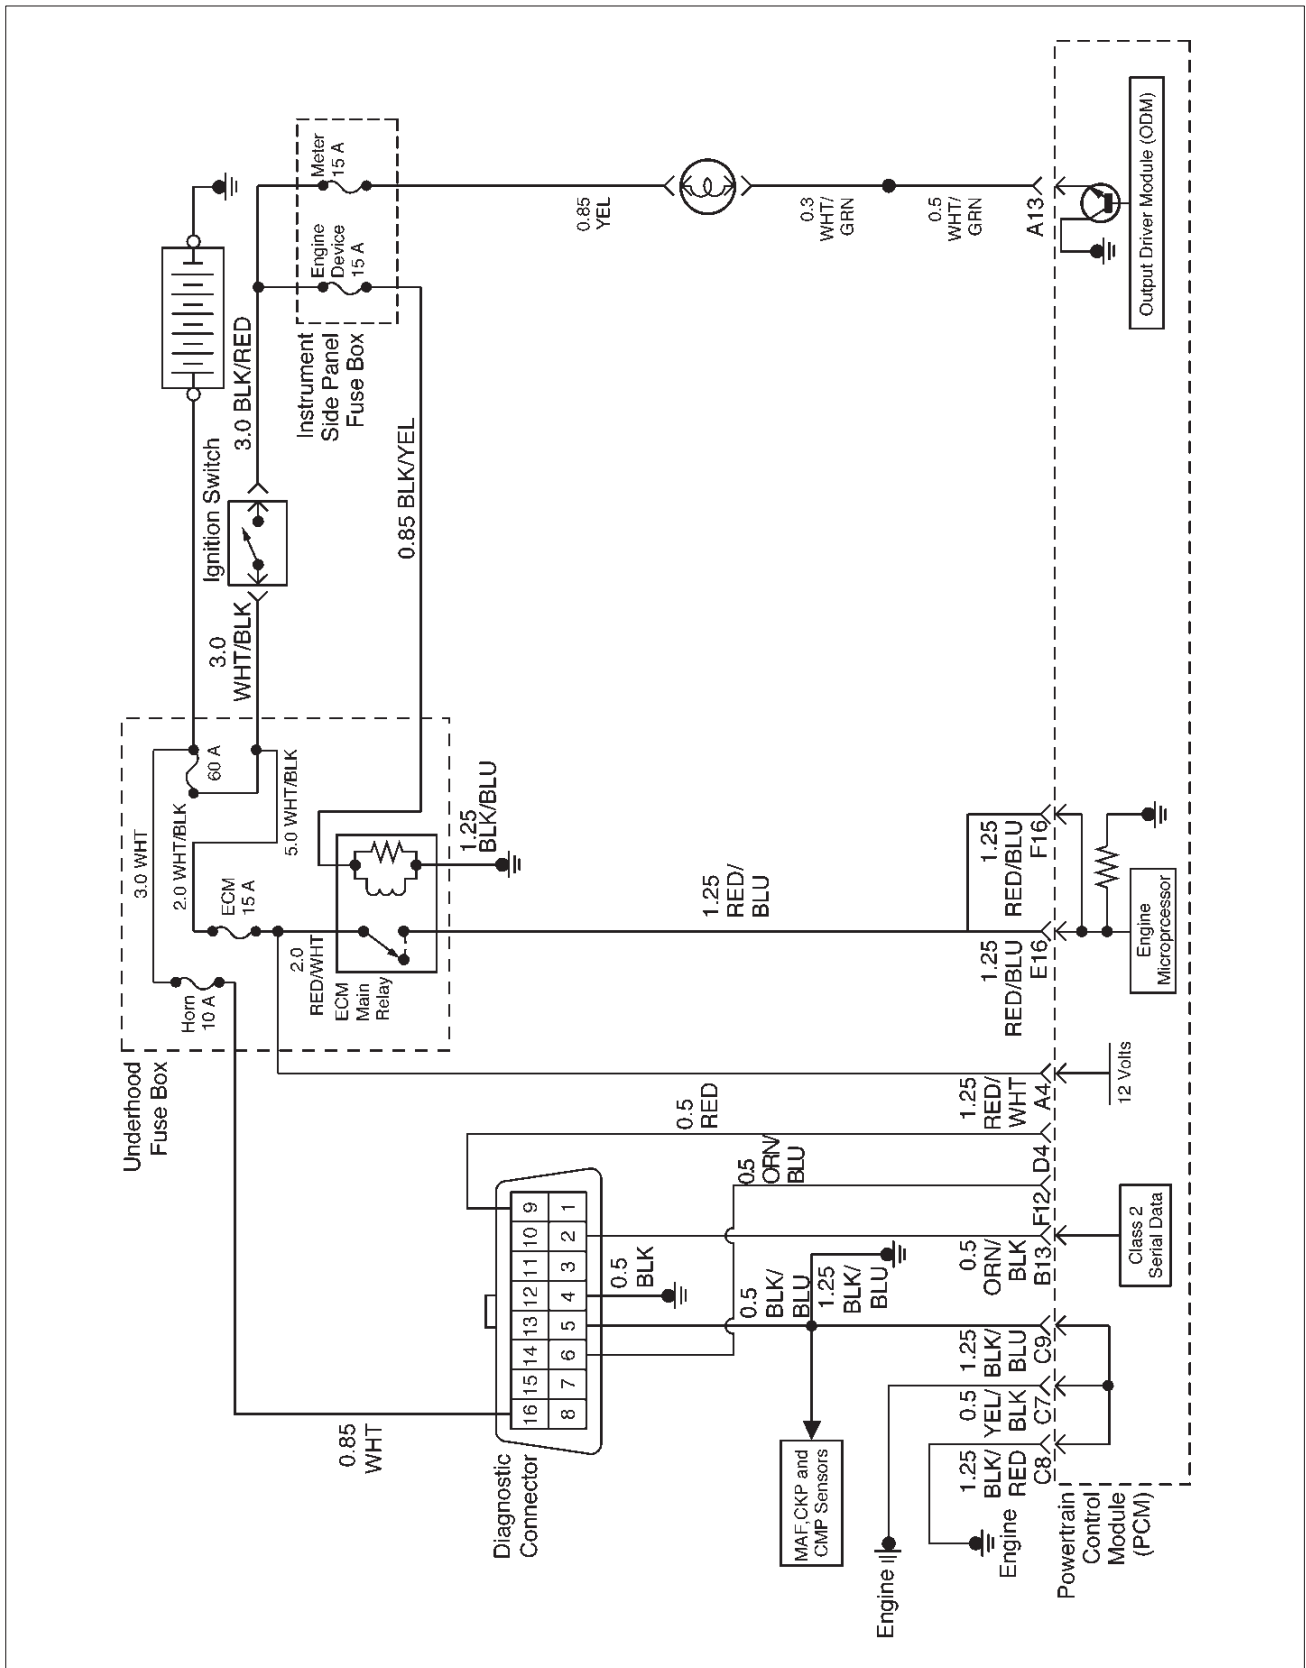 Underhood
Fuse Box
3.0 WHT
2.0 WHT/BLK
60 A
5.0 WHT/BLK
Horn
10 A
ECM
15 A
2.0
RED/WHT
ECM
Main
Relay
3.0
WHT/BLK
Ignition Switch
3.0 BLK/RED
Instrument
Side Panel
Fuse Box
Engine
Device
15 A
Meter
15 A
0.85 BLK/YEL
1.25
BLK/BLU
0.85
WHT
Diagnostic
Connector
16
15
14
13
12
11
10
9
8
7
6
5
4
3
2
1
0.5
BLK
0.5
RED
0.5
ORN/
BLU
1.25
RED/
BLU
0.85
YEL
0.3
WHT/
GRN
0.5
WHT/
GRN
0.5
BLK/
BLU
1.25
BLK/
BLU
MAF,CKP and
CMP Sensors
Engine
Engine
1.25
BLK/
RED
C8
0.5
YEL/
BLK
C7
1.25
BLK/
BLU
C9
0.5
ORN/
BLK
B13
F12
D4
1.25
RED/
WHT
A4
1.25
RED/BLU
E16
1.25
RED/BLU
F16
A13
Powertrain
Control
Module
(PCM)
Class 2
Serial Data
12 Volts
Engine
Microprcessor
Output Driver Module (ODM)